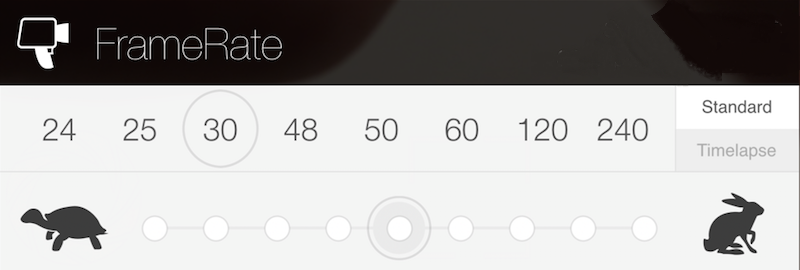 FrameRate
24 25 30 48 50 60 120 240
Standard
Timelapse